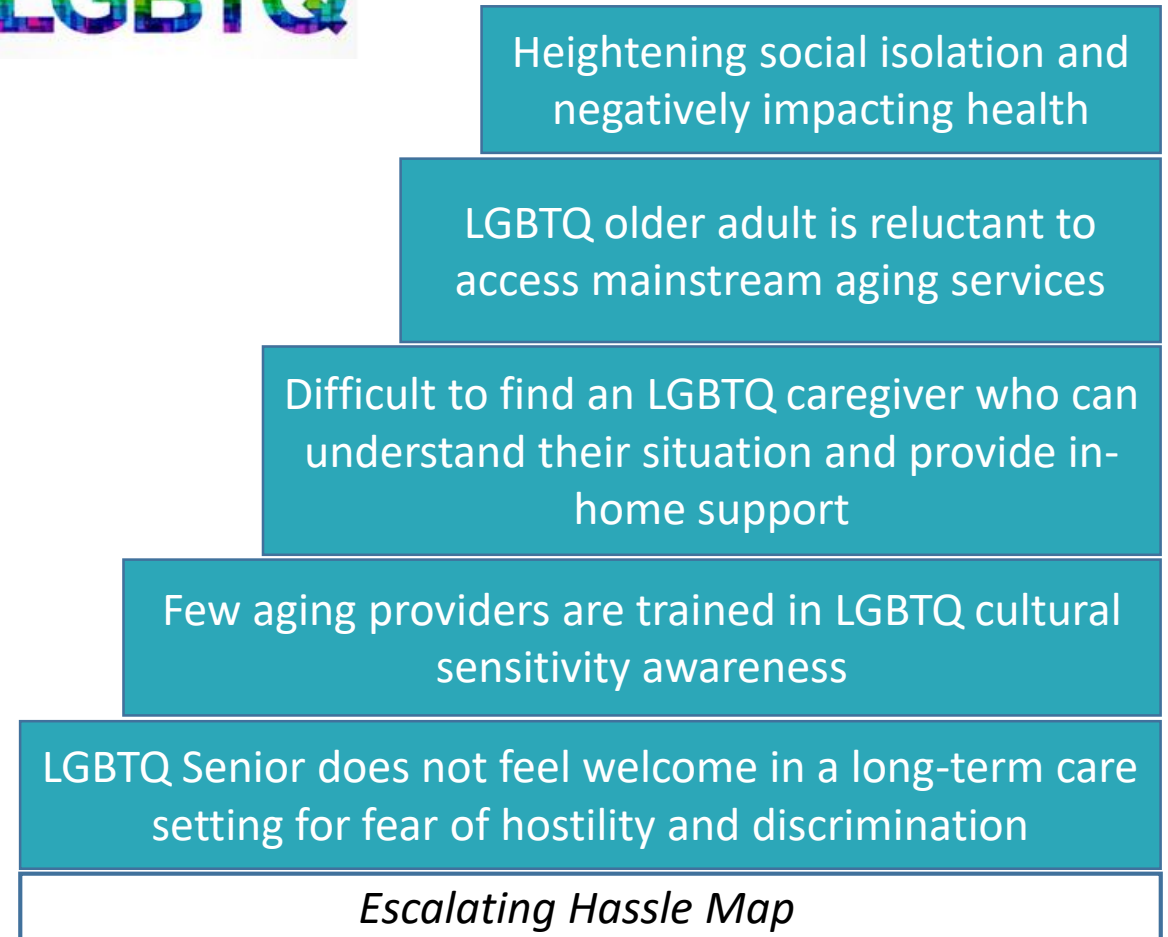 LGBTQ
Heightening social isolation and
negatively impacting health
LGBTQ older adult is reluctant to
access mainstream aging services
Difficult to find an LGBTQ caregiver who can
understand their situation and provide in-
home support
Few aging providers are trained in LGBTQ cultural
sensitivity awareness
LGBTQ Senior does not feel welcome in a long-term care
setting for fear of hostility and discrimination
Escalating Hassle Map